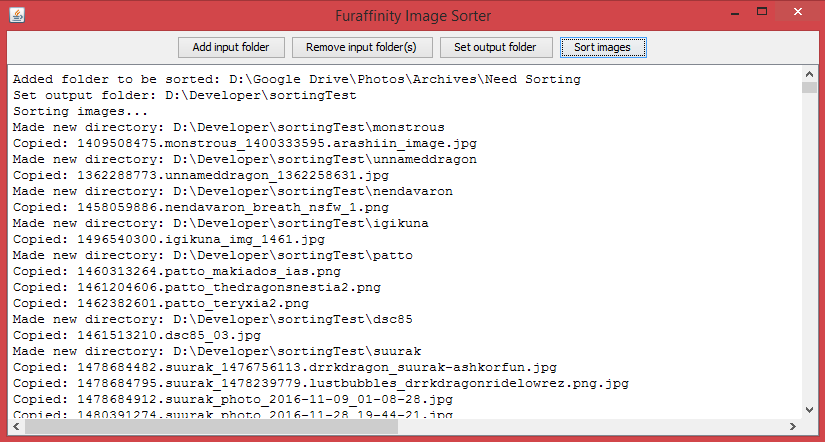 Furaffinity Image Sorter
Add input folder Remove input folder(s) Set output folder Sort images
Added folder to be sorted: D:\Google Drive\Photos\Archives\Need Sorting
Set output folder: D:\Developer\sortingTest
Sorting images...
Made new directory: D:\Developer\sortingTest\monstrous
Copied: 1409508475.monstrous_1400333595.arashiin_image.jpg
Made new directory: D:\Developer\sortingTest\unnameddragon
Copied: 1362288773.unnameddragon_1362258631.jpg
Made new directory: D:\Developer\sortingTest\nendavaron
Copied: 1458059886.nendavaron_breath_nsfw_1.png
Made new directory: D:\Developer\sortingTest\igikuna
Copied: 1496540300.igikuna_img_1461.jpg
Made new directory: D:\Developer\sortingTest\patto
Copied: 1460313264.patto_makiados_ias.png
Copied: 1461204606.patto_thedragonsnestia2.png
Copied: 1462382601.patto_teryxia2.png
Made new directory: D:\Developer\sortingTest\dsc85
Copied: 1461513210.dsc85_03.jpg
Made new directory: D:\Developer\sortingTest\suurak
Copied: 1478684482.suurak_1476756113.drrkdragon_suurak-ashkorfun.jpg
Copied: 1478684795.suurak_1478239779.lustbubbles_drrkdragonridelowrez.png.jpg
Copied: 1478684912.suurak_photo_2016-11-09_01-08-28.jpg
Copied: 1480391274.suurak_photo_2016-11-28_19-44-21.jpg